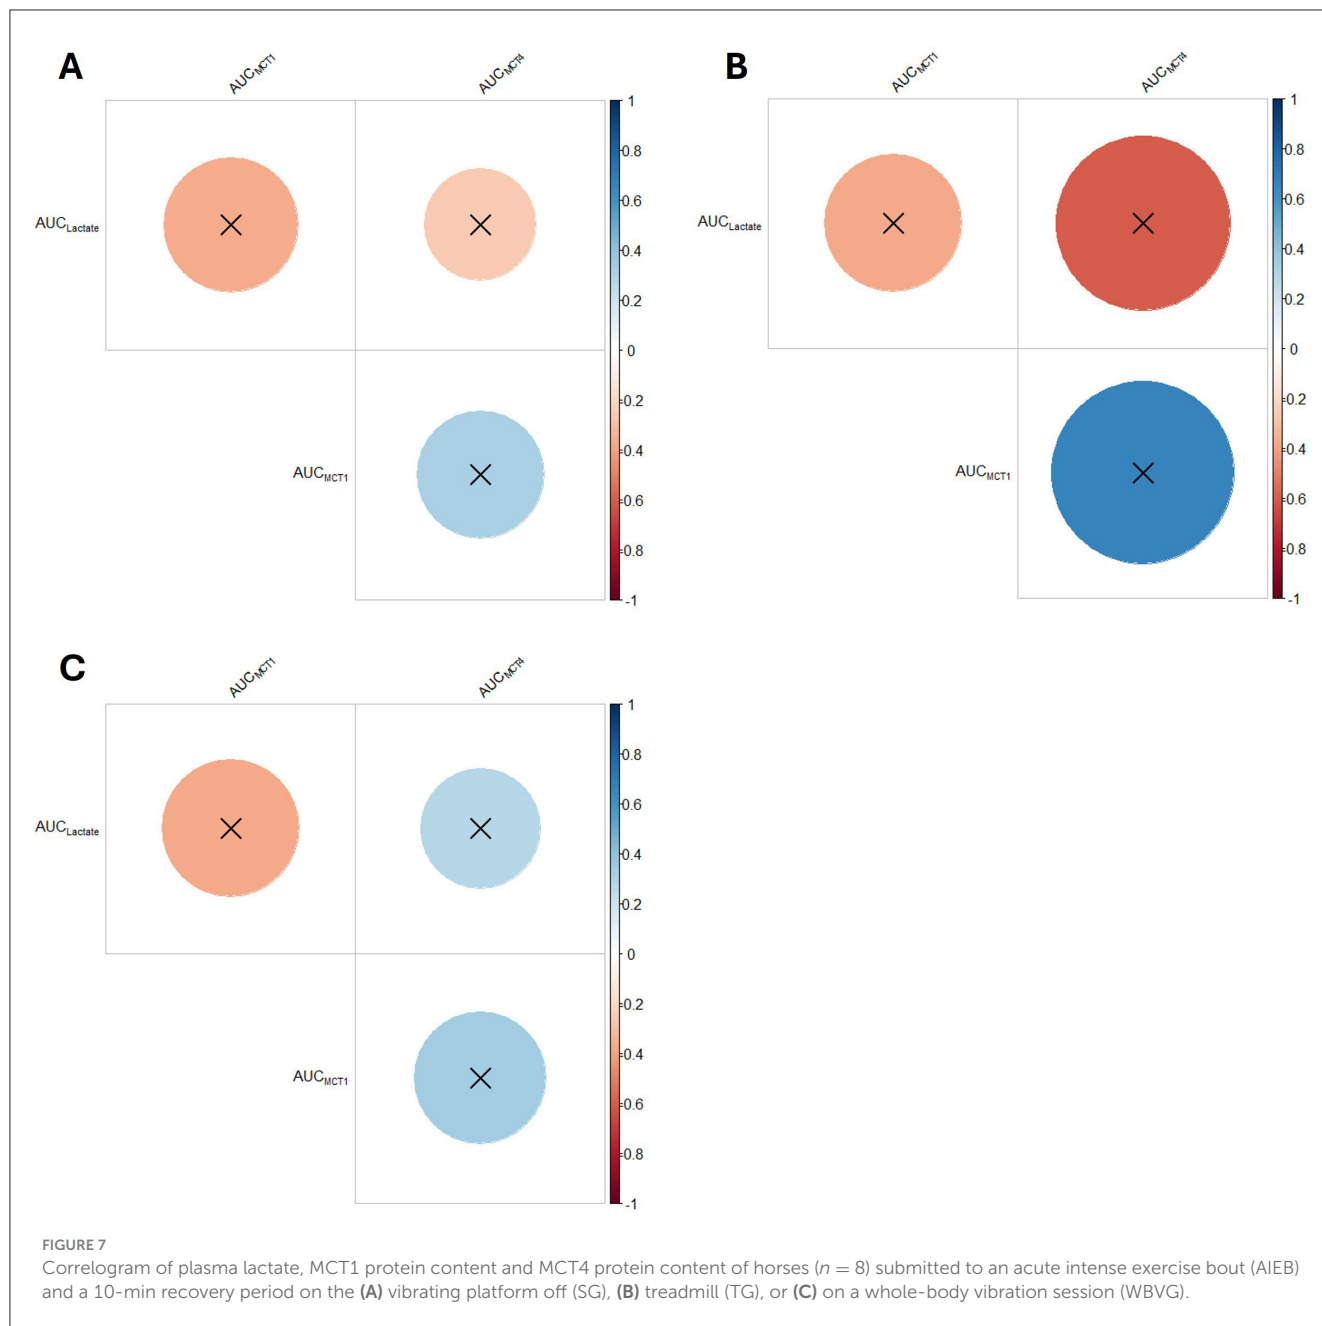 A
AUCMCT1
AUCMCT4
AUCLactate
AUCMCT1
1
0.8
0.6
0.4
0.2
0
-0.2
-0.4
-0.6
-0.8
-1
B
AUCMCT1
AUCMCT4
AUCLactate
AUCMCT1
1
0.8
0.6
0.4
0.2
0
-0.2
-0.4
-0.6
-0.8
-1
C
AUCMCT1
AUCMCT4
AUCLactate
AUCMCT1
1
0.8
0.6
0.4
0.2
0
-0.2
-0.4
-0.6
-0.8
-1
FIGURE 7
Correlogram of plasma lactate, MCT1 protein content and MCT4 protein content of horses (n = 8) submitted to an acute intense exercise bout (AIEB)
and a 10-min recovery period on the (A) vibrating platform off (SG), (B) treadmill (TG), or (C) on a whole-body vibration session (WBVG).